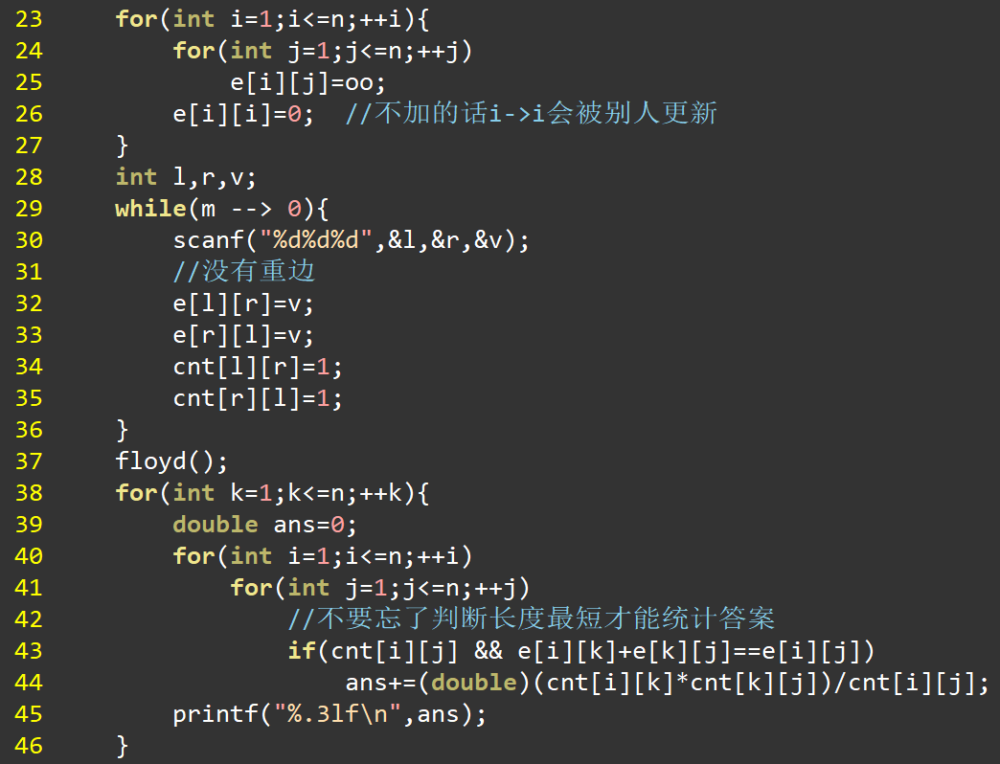 23     for(int i=1;i<=n;++i){
24         for(int j=1;j<=n;++j)
25             e[i][j]=oo;
26         e[i][i]=0;  //不加的话i->i会被别人更新
27     }
28     int l,r,v;
29     while(m --> 0){
30         scanf("%d%d%d",&l,&r,&v);
31         //没有重边
32         e[l][r]=v;
33         e[r][l]=v;
34         cnt[l][r]=1;
35         cnt[r][l]=1;
36     }
37     floyd();
38     for(int k=1;k<=n;++k){
39         double ans=0;
40         for(int i=1;i<=n;++i)
41             for(int j=1;j<=n;++j)
42                 //不要忘了判断长度最短才能统计答案
43                 if(cnt[i][j] && e[i][k]+e[k][j]==e[i][j])
44                     ans+=(double)(cnt[i][k]*cnt[k][j])/cnt[i][j];
45         printf("%.3lf\n",ans);
46     }